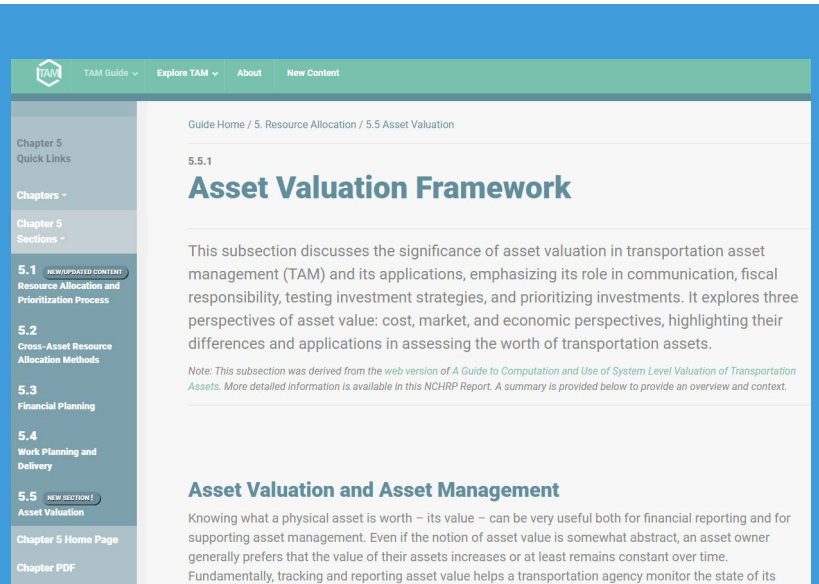 TAM
TAM Guide
Explore TAM
About
New Content
Chapter 5
Quick Links
Chapters
Chapter 5
Sections
5.1 NEW/UPDATED CONTENT
Resource Allocation and
Prioritization Process
5.2
Cross-Asset Resource
Allocation Methods
5.3
Financial Planning
5.4
Work Planning and
Delivery
5.5 NEW SECTION!
Asset Valuation
Chapter 5 Home Page
Chapter PDF
Guide Home / 5. Resource Allocation / 5.5 Asset Valuation
5.5.1
Asset Valuation Framework
This subsection discusses the significance of asset valuation in transportation asset
management (TAM) and its applications, emphasizing its role in communication, fiscal
responsibility, testing investment strategies, and prioritizing investments. It explores three
perspectives of asset value: cost, market, and economic perspectives, highlighting their
differences and applications in assessing the worth of transportation assets.
Note: This subsection was derived from the web version of A Guide to Computation and Use of System Level Valuation of Transportation
Assets. More detailed information is available in this NCHRP Report. A summary is provided below to provide an overview and context.
Asset Valuation and Asset Management
Knowing what a physical asset is worth – its value – can be very useful both for financial reporting and for
supporting asset management. Even if the notion of asset value is somewhat abstract, an asset owner
generally prefers that the value of their assets increases or at least remains constant over time.
Fundamentally, tracking and reporting asset value helps a transportation agency monitor the state of its